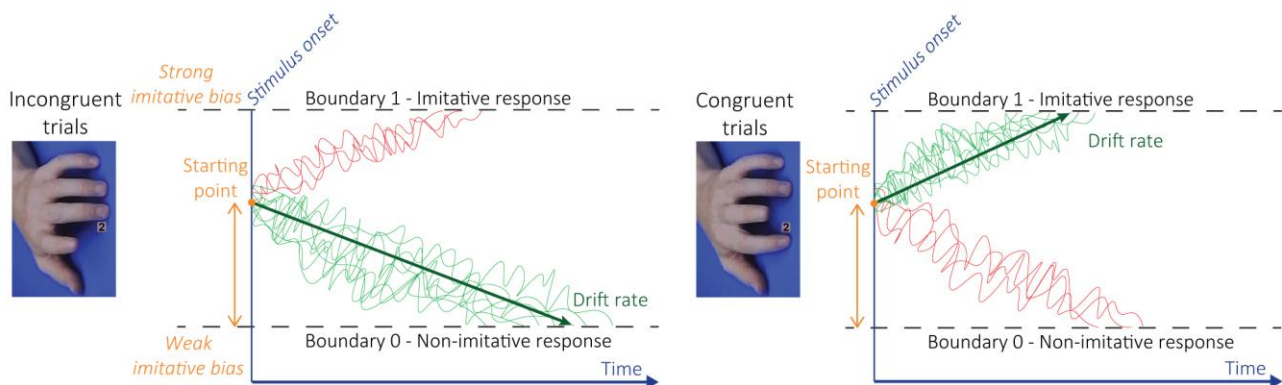 Incongruent
trials
2
Strong
imitative bias
Stimulus onset
Boundary 1 - Imitative response
Starting
point
Drift rate
Boundary 0 - Non-imitative response
Weak
imitative bias
Time
Congruent
trials
2
Stimulus onset
Boundary 1 - Imitative response
Drift rate
Starting
point
Boundary 0 - Non-imitative response
Time